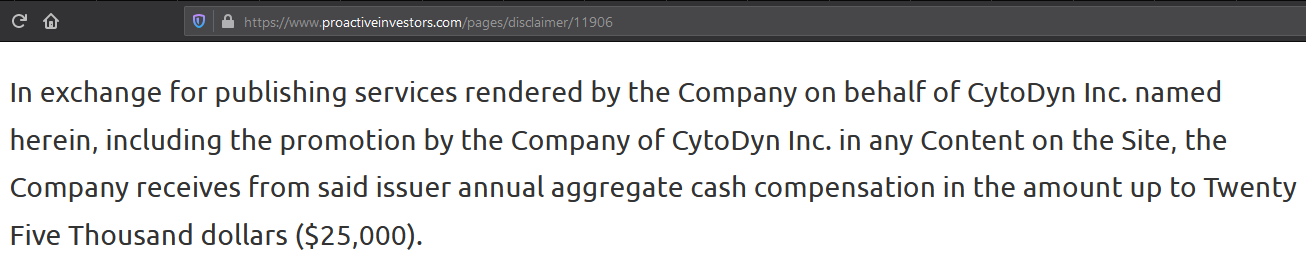 https://www.proactiveinvestors.com/pages/disclaimer/11906
In exchange for publishing services rendered by the Company on behalf of CytoDyn Inc. named
herein, including the promotion by the Company of CytoDyn Inc. in any Content on the Site, the
Company receives from said issuer annual aggregate cash compensation in the amount up to Twenty
Five Thousand dollars ($25,000).